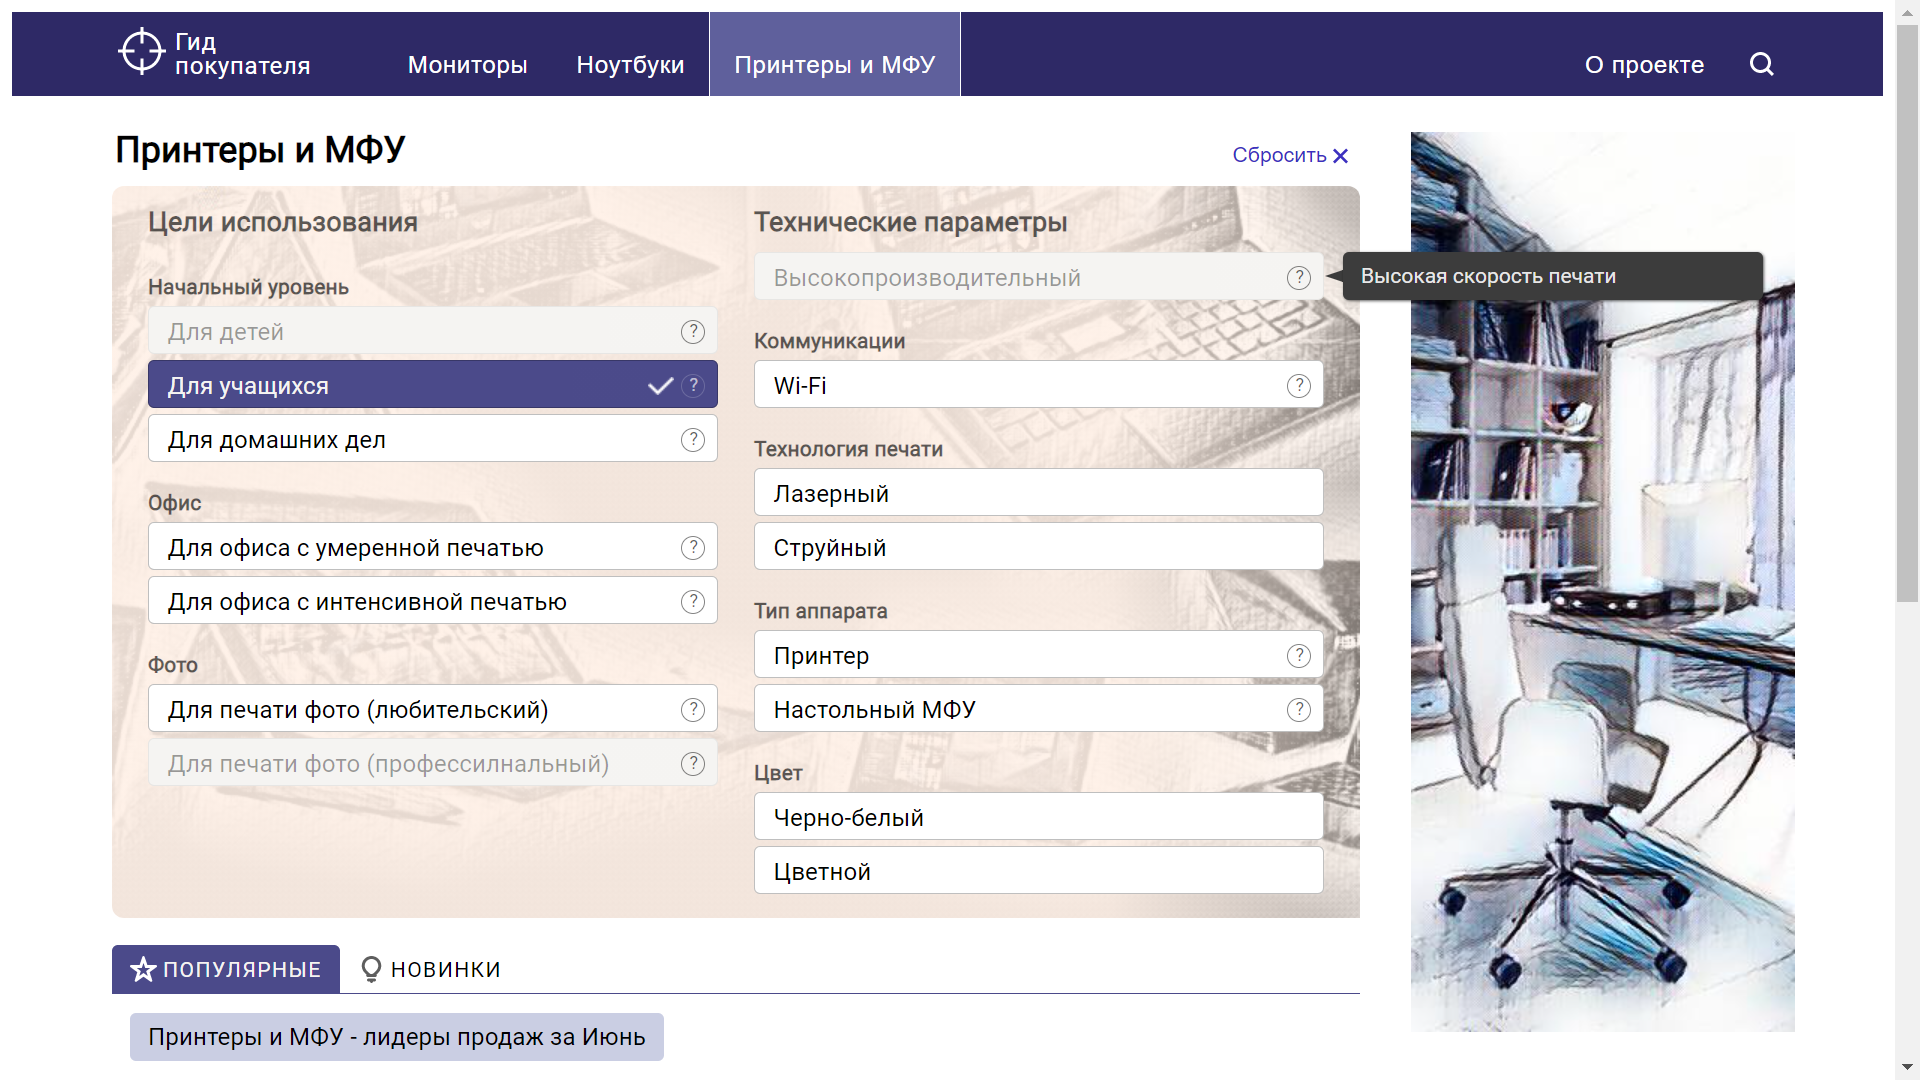 Гид
покупателя
Мониторы
Ноутбуки
Принтеры и МФУ
О проекте
Принтеры и МФУ
Сбросить
Цели использования
Начальный уровень
Для детей
?
Для учащихся
?
Для домашних дел
?
Офис
Для офиса с умеренной печатью
?
Для офиса с интенсивной печатью
?
Фото
Для печати фото (любительский)
?
Для печати фото (профессилнальный)
?
Технические параметры
Высокопроизводительный
?
Высокая скорость печати
Коммуникации
Wi-Fi
?
Технология печати
Лазерный
Струйный
Тип аппарата
Принтер
?
Настольный МФУ
?
Цвет
Черно-белый
Цветной
ПОПУЛЯРНЫЕ
НОВИНКИ
Принтеры и МФУ - лидеры продаж за Июнь